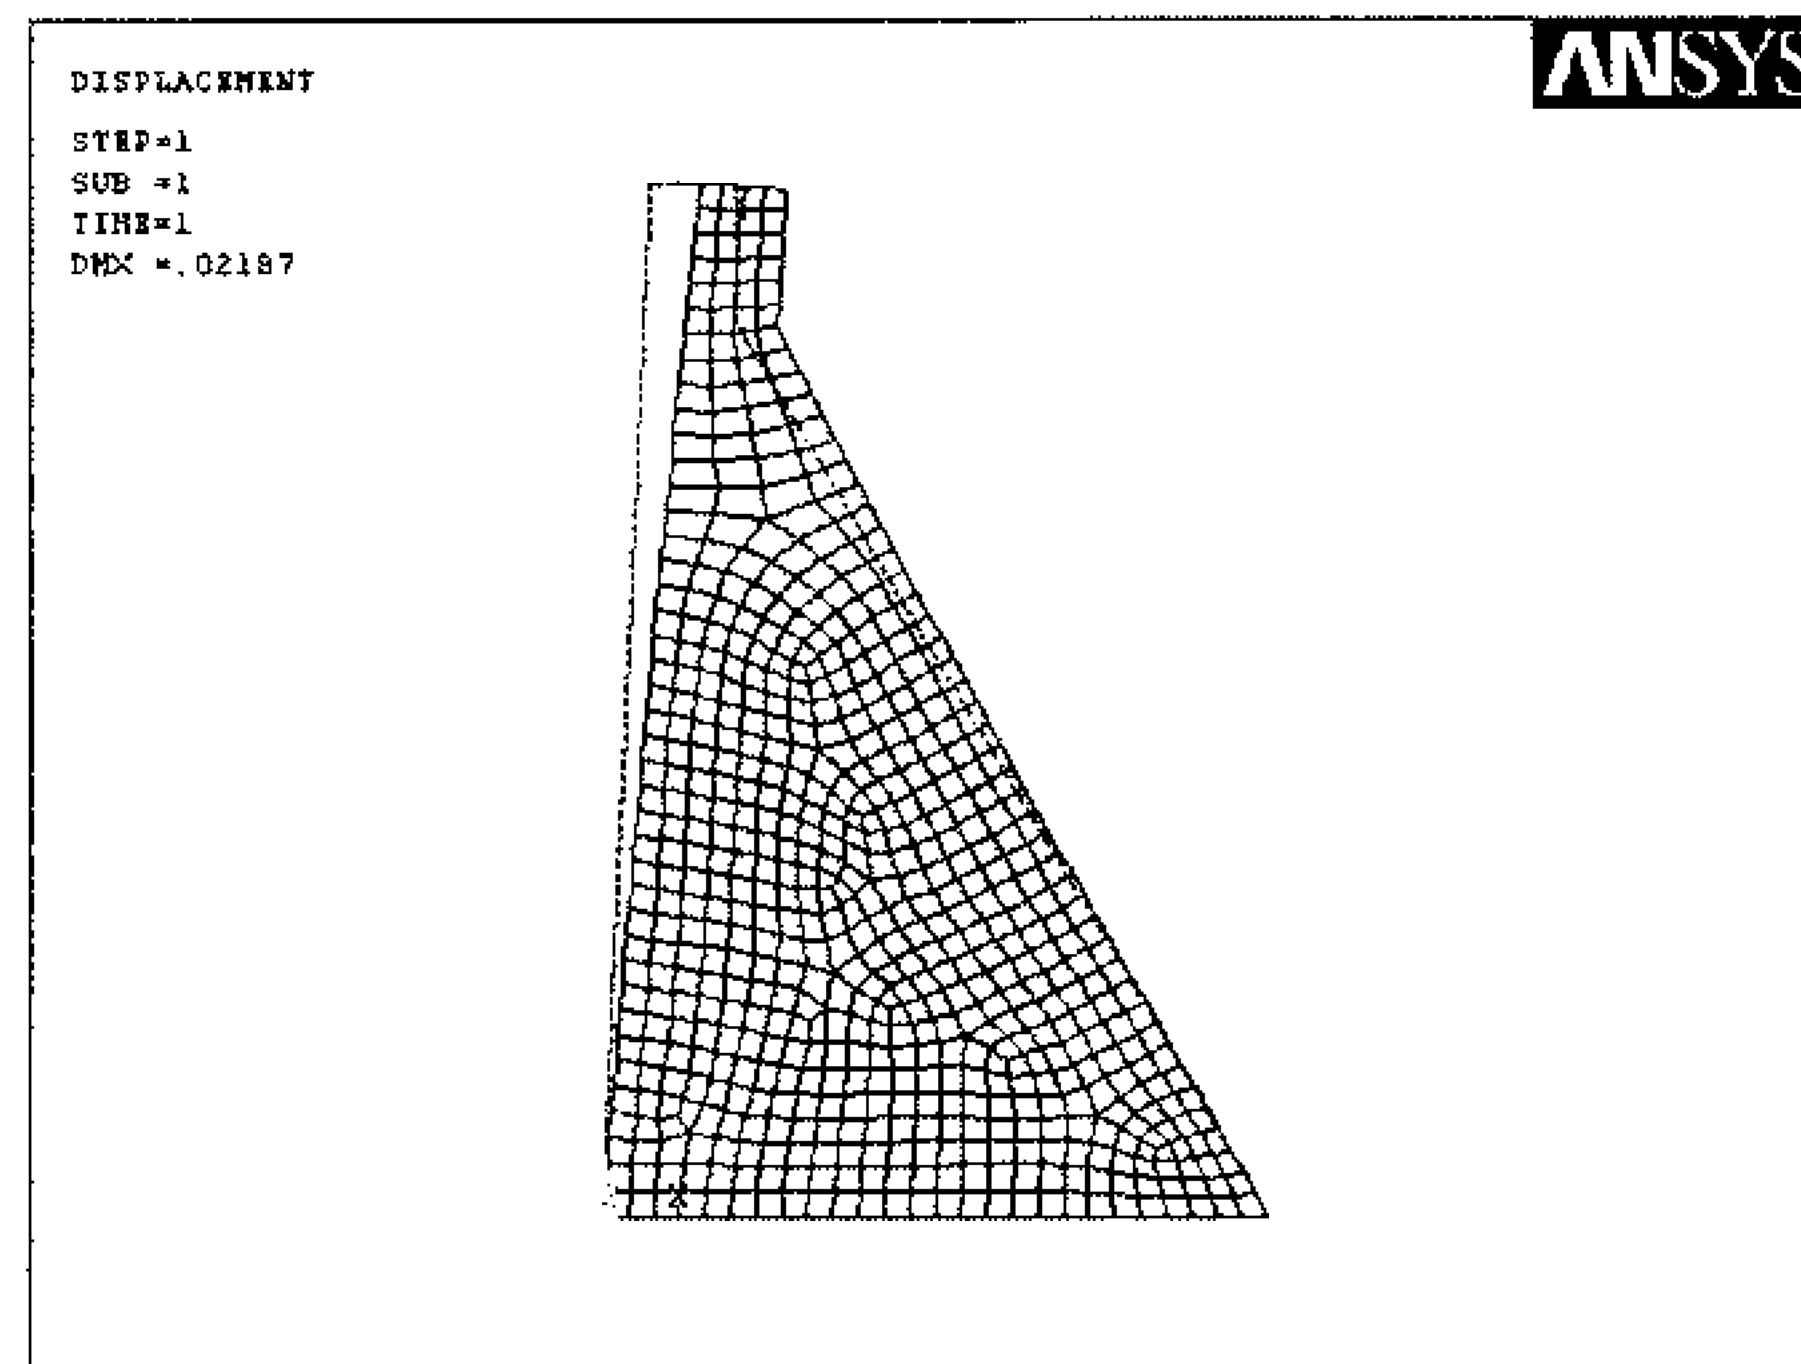 DISPLACEMENT
STEP=1
SUB =1
TIME=1
DMX =.02187
ANSYS
X